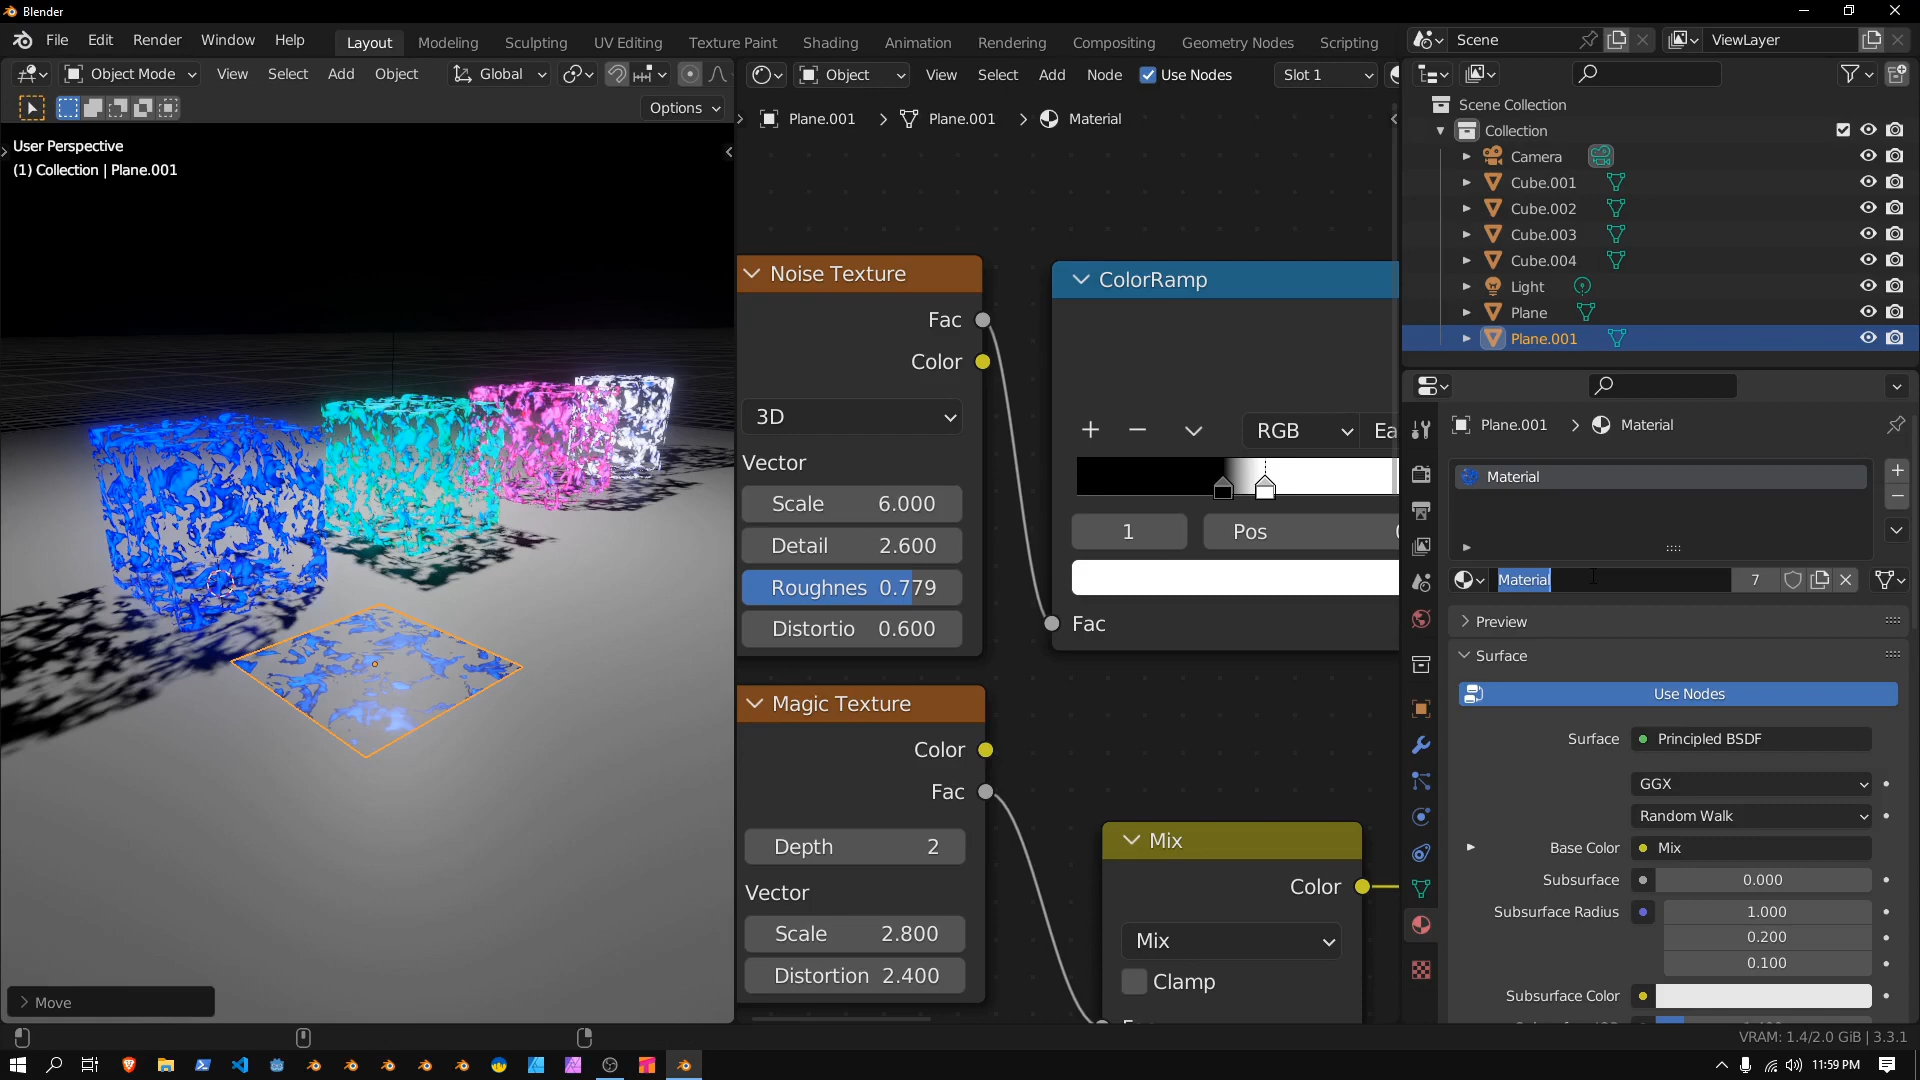 Blender
File Edit Render Window Help Layout Modeling Sculpting UV Editing Texture Paint Shading Animation Rendering Compositing Geometry Nodes Scripting Scene ViewLayer
Object Mode View Select Add Object Global Object View Select Add Node Use Nodes Slot 1
Options
User Perspective
(1) Collection | Plane.001
Plane.001 > Plane.001 > Material
Noise Texture
Fac
Color
3D
Vector
Scale 6.000
Detail 2.600
Roughnes 0.779
Distortio 0.600
Magic Texture
Color
Fac
Depth 2
Vector
Scale 2.800
Distortion 2.400
ColorRamp
RGB Ea
1 Pos
Fac
Mix
Color
Mix
Clamp
Scene Collection
Collection
Camera
Cube.001
Cube.002
Cube.003
Cube.004
Light
Plane
Plane.001
Plane.001 > Material
Material
Material 7
Preview
Surface
Use Nodes
Surface Principled BSDF
GGX
Random Walk
Base Color Mix
Subsurface 0.000
Subsurface Radius 1.000
0.200
0.100
Subsurface Color
Move
VRAM: 1.4/2.0 GiB | 3.3.1
11:59 PM